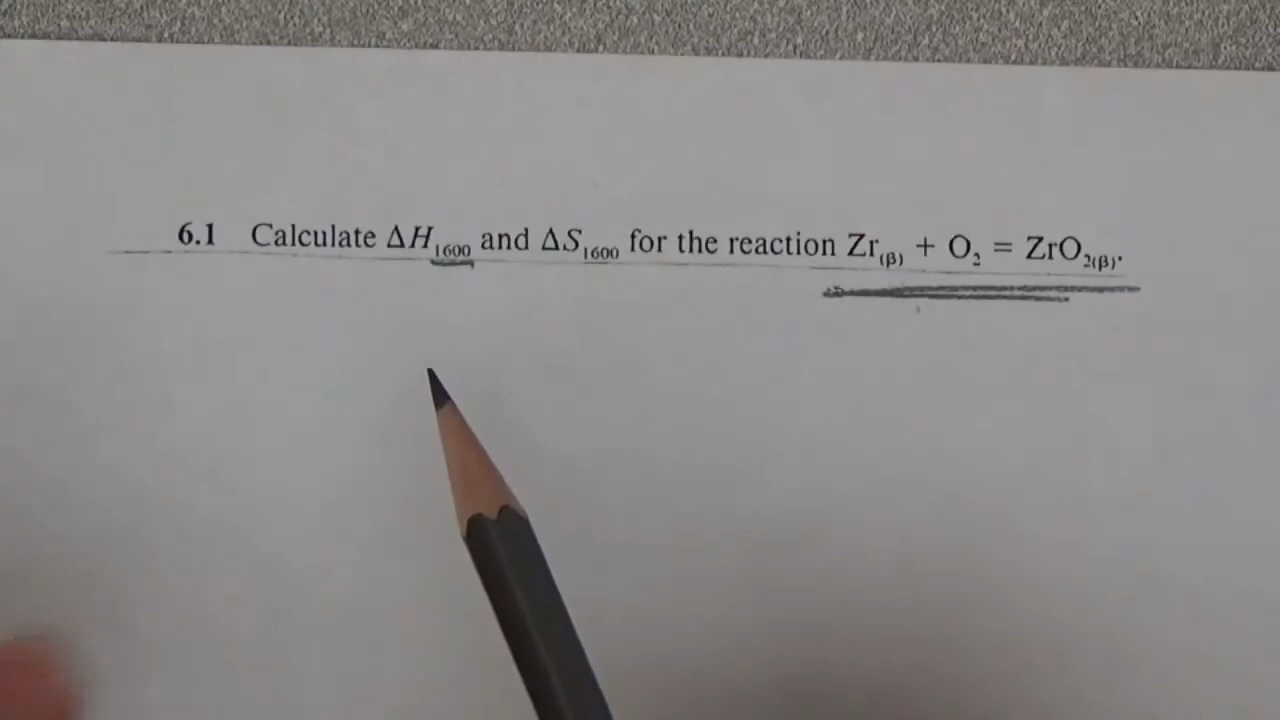 6.1 Calculate ΔH₁₆₀₀ and ΔS₁₆₀₀ for the reaction Zr₍β₎ + O₂ = ZrO₂₍β₎.